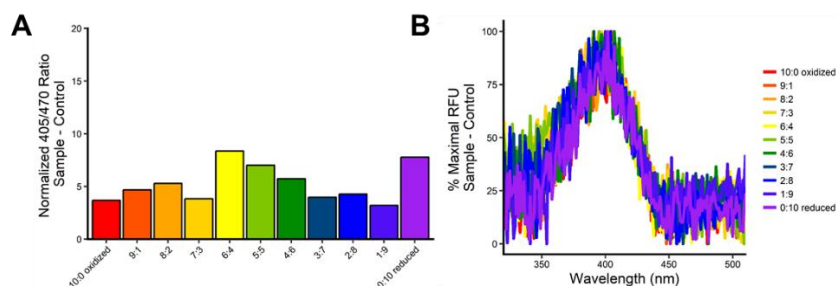 A
Normalized 405/470 Ratio
Sample - Control
20
15
10
5
0
10:0 oxidized
9:1
8:2
7:3
6:4
5:5
4:6
3:7
2:8
1:9
0:10 reduced
B
% Maximal RFU
Sample - Control
100
75
50
25
0
350
400
450
500
Wavelength (nm)
10:0 oxidized
9:1
8:2
7:3
6:4
5:5
4:6
3:7
2:8
1:9
0:10 reduced